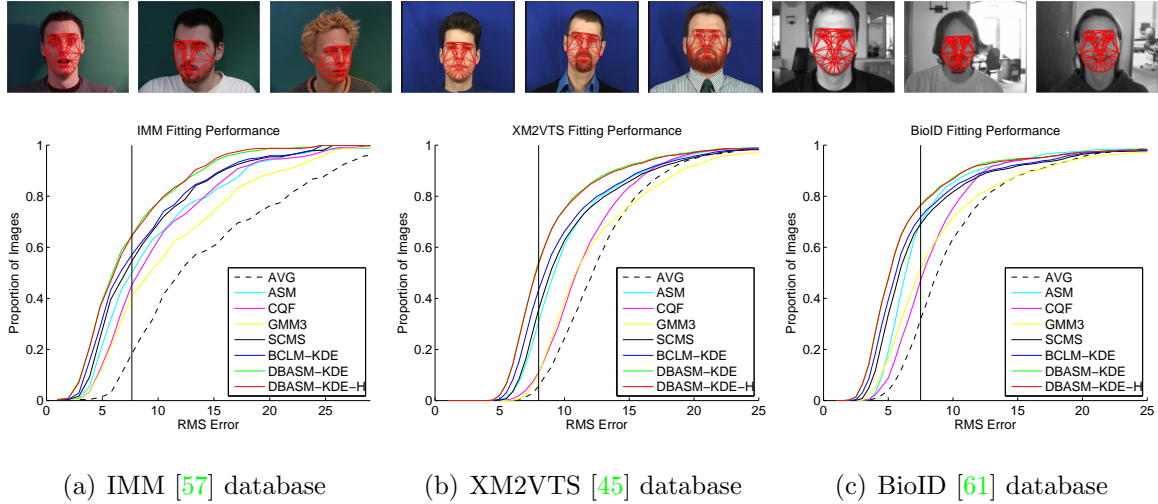 IMM Fitting Performance
Proportion of Images
1
0.8
0.6
0.4
0.2
0
0 5 10 15 20 25
RMS Error
AVG
ASM
CQF
GMM3
SCMS
BCLM-KDE
DBASM-KDE
DBASM-KDE-H
XM2VTS Fitting Performance
Proportion of Images
1
0.8
0.6
0.4
0.2
0
0 5 10 15 20 25
RMS Error
AVG
ASM
CQF
GMM3
SCMS
BCLM-KDE
DBASM-KDE
DBASM-KDE-H
BioID Fitting Performance
Proportion of Images
1
0.8
0.6
0.4
0.2
0
0 5 10 15 20 25
RMS Error
AVG
ASM
CQF
GMM3
SCMS
BCLM-KDE
DBASM-KDE
DBASM-KDE-H
(a) IMM [57] database
(b) XM2VTS [45] database
(c) BioID [61] database